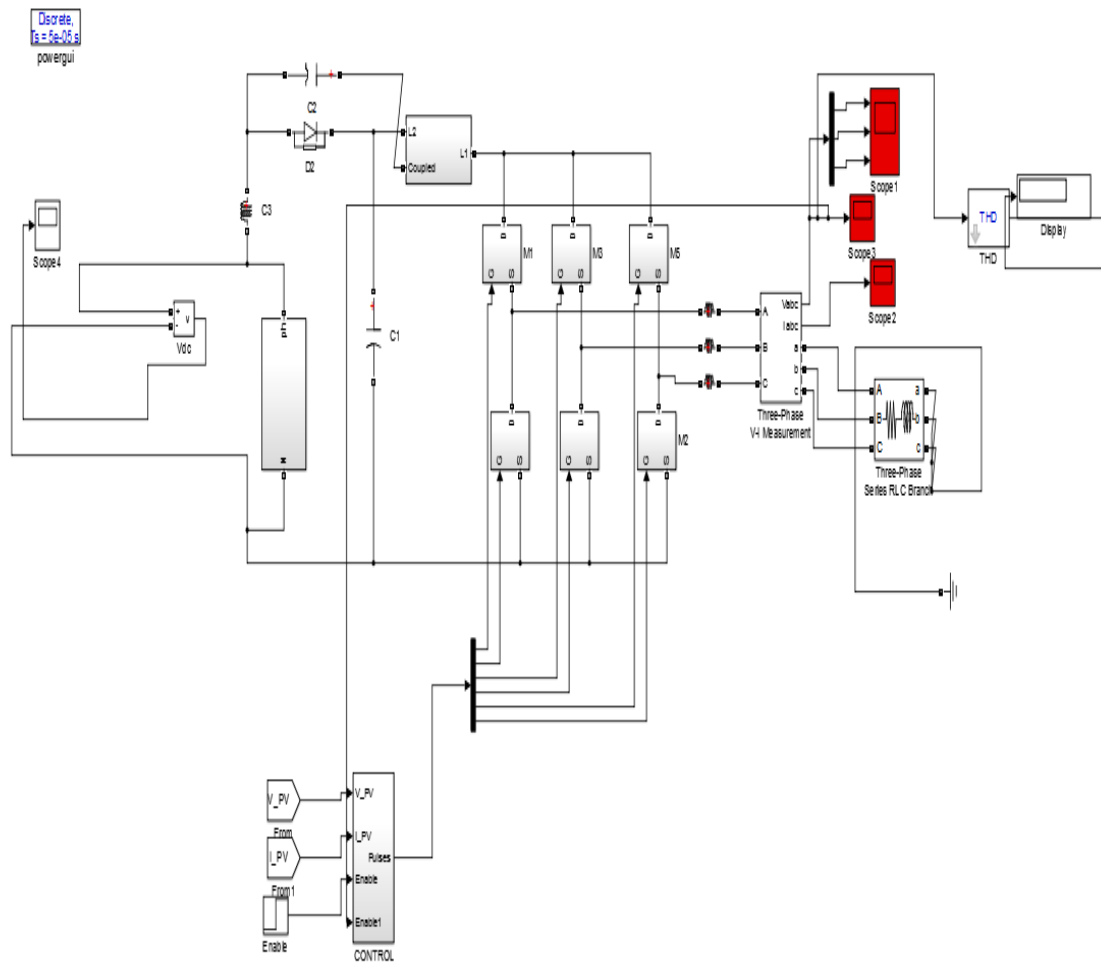 Discrete,
Ts = 5e-05 s
powergui
C2
D2
L2
Coupled
L1
C3
Scope4
+
-
v
Vdc
C1
D
G
S
M1
D
G
S
M3
D
G
S
M5
D
G
S
D
G
S
D
G
S
M2
A
B
C
Vabc
Iabc
a
b
c
Three-Phase
V-I Measurement
Scope1
Scope3
Scope2
THD
THD
Display
A
B
C
a
b
c
Three-Phase
Series RLC Branch
V_PV
From
I_PV
From1
Enable
V_PV
I_PV
Enable
Enable1
Pulses
CONTROL